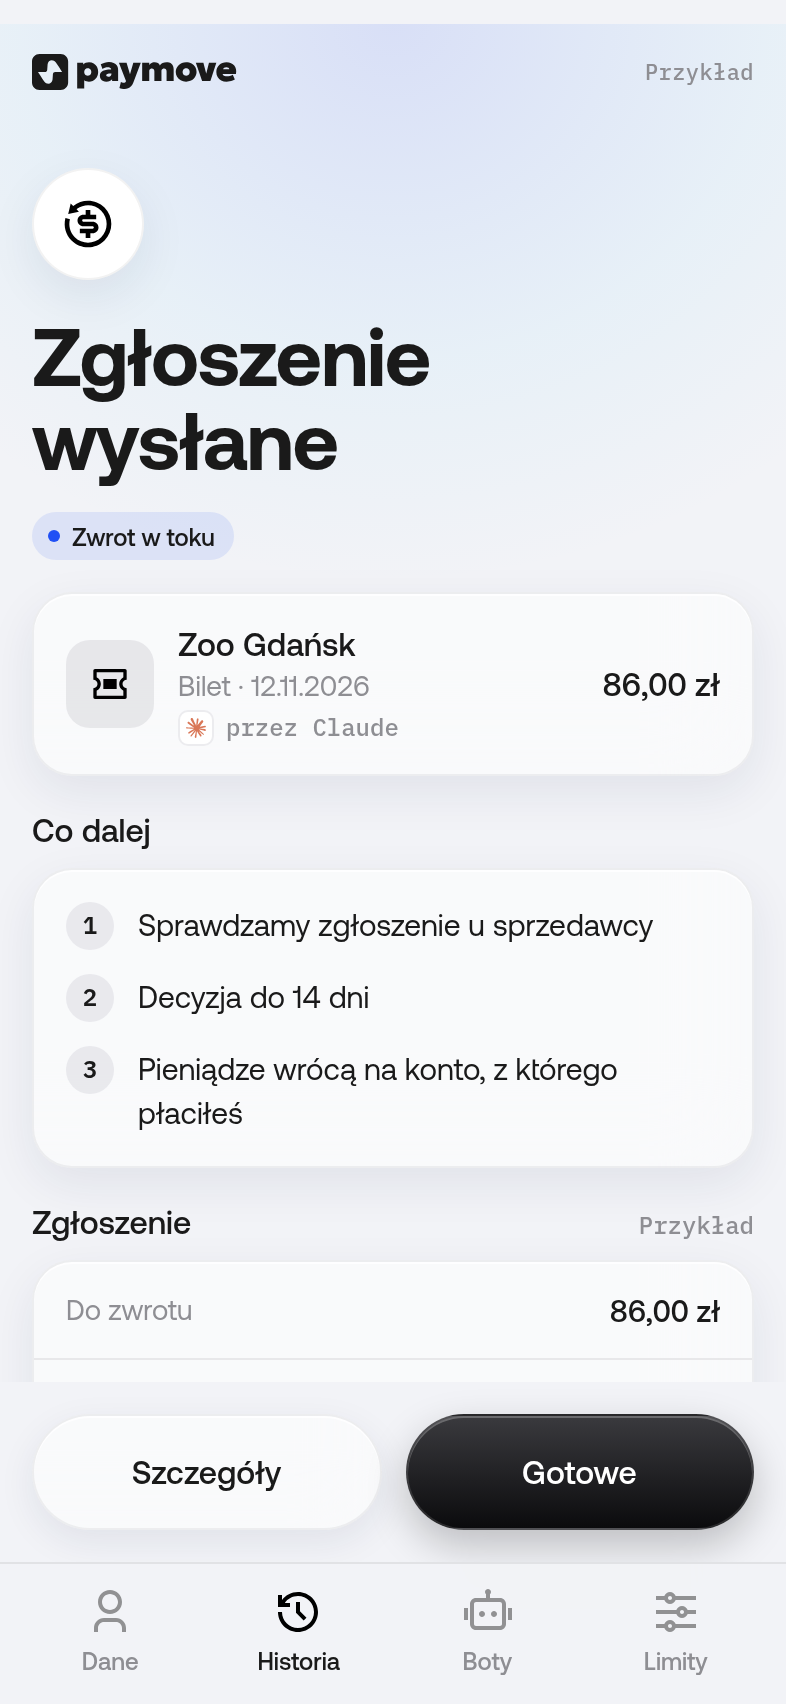 paymove
Przykład
Zgłoszenie
wysłane
Zwrot w toku
Zoo Gdańsk
Bilet · 12.11.2026
86,00 zł
przez Claude
Co dalej
1 Sprawdzamy zgłoszenie u sprzedawcy
2 Decyzja do 14 dni
3 Pieniądze wrócą na konto, z którego
płaciłeś
Zgłoszenie
Przykład
Do zwrotu
86,00 zł
Szczegóły
Gotowe
Dane
Historia
Boty
Limity